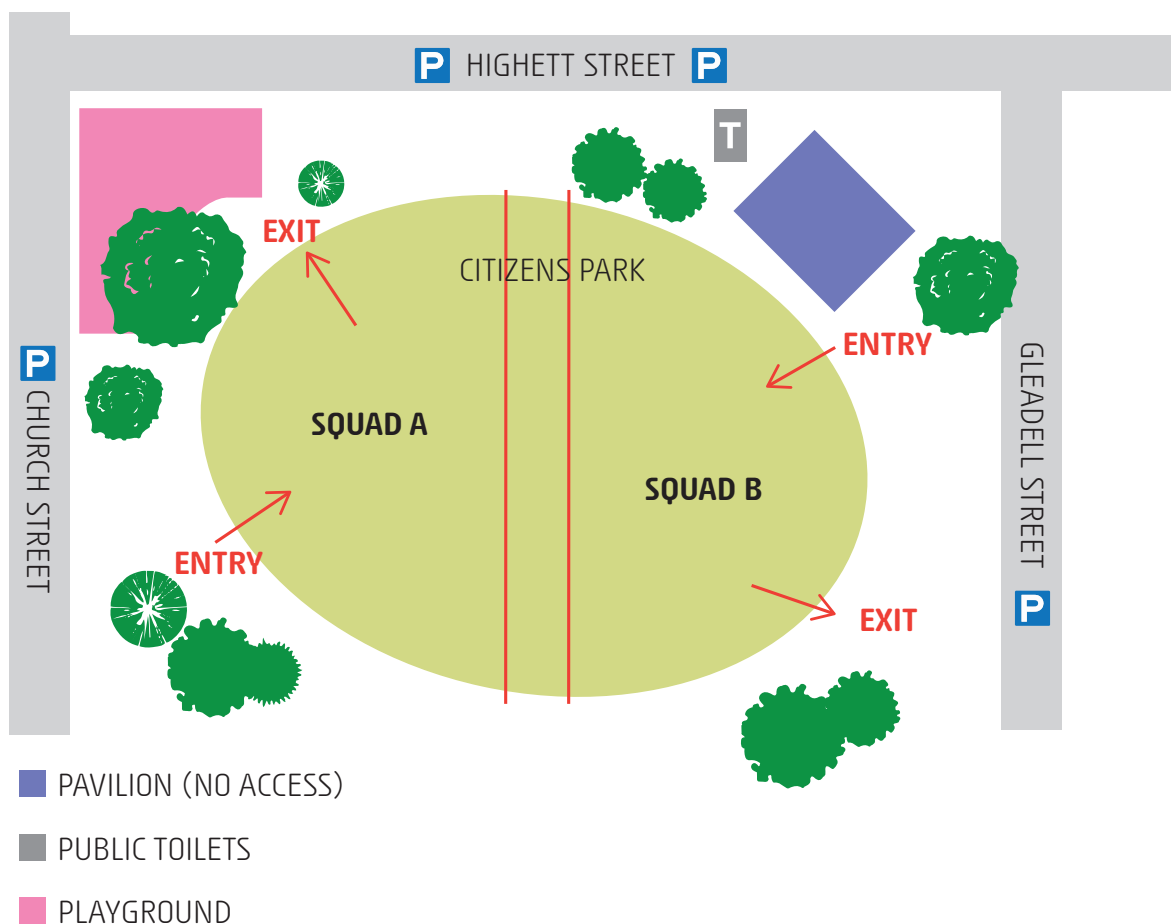 P HIGHETT STREET P
T
EXIT
CITIZENS PARK
ENTRY
P CHURCH STREET
GLEADELL STREET P
SQUAD A
SQUAD B
ENTRY
EXIT
PAVILION (NO ACCESS)
PUBLIC TOILETS
PLAYGROUND